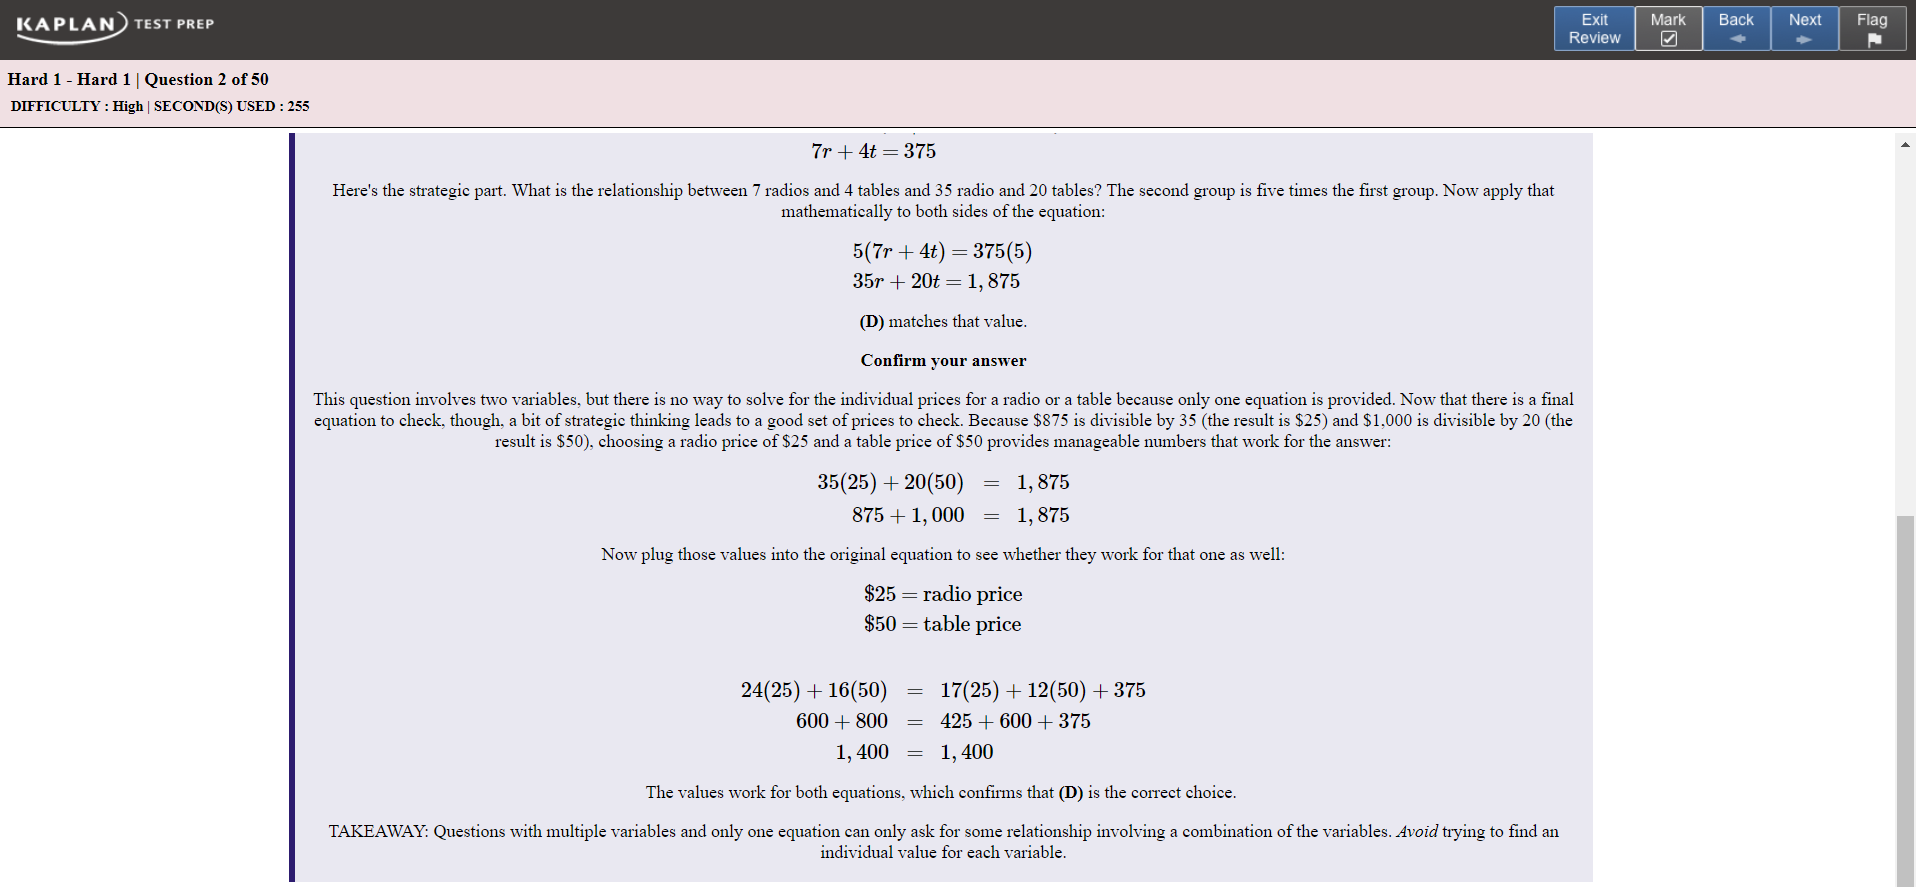 KAPLAN TEST PREP
Exit Review
Mark
Back
Next
Flag
Hard 1 - Hard 1 | Question 2 of 50
DIFFICULTY : High | SECOND(S) USED : 255
7r + 4t = 375
Here's the strategic part. What is the relationship between 7 radios and 4 tables and 35 radio and 20 tables? The second group is five times the first group. Now apply that
mathematically to both sides of the equation:
5(7r + 4t) = 375(5)
35r + 20t = 1, 875
(D) matches that value.
Confirm your answer
This question involves two variables, but there is no way to solve for the individual prices for a radio or a table because only one equation is provided. Now that there is a final
equation to check, though, a bit of strategic thinking leads to a good set of prices to check. Because $875 is divisible by 35 (the result is $25) and $1,000 is divisible by 20 (the
result is $50), choosing a radio price of $25 and a table price of $50 provides manageable numbers that work for the answer:
35(25) + 20(50) = 1, 875
875 + 1, 000 = 1, 875
Now plug those values into the original equation to see whether they work for that one as well:
$25 = radio price
$50 = table price
24(25) + 16(50) = 17(25) + 12(50) + 375
600 + 800 = 425 + 600 + 375
1, 400 = 1, 400
The values work for both equations, which confirms that (D) is the correct choice.
TAKEAWAY: Questions with multiple variables and only one equation can only ask for some relationship involving a combination of the variables. Avoid trying to find an
individual value for each variable.